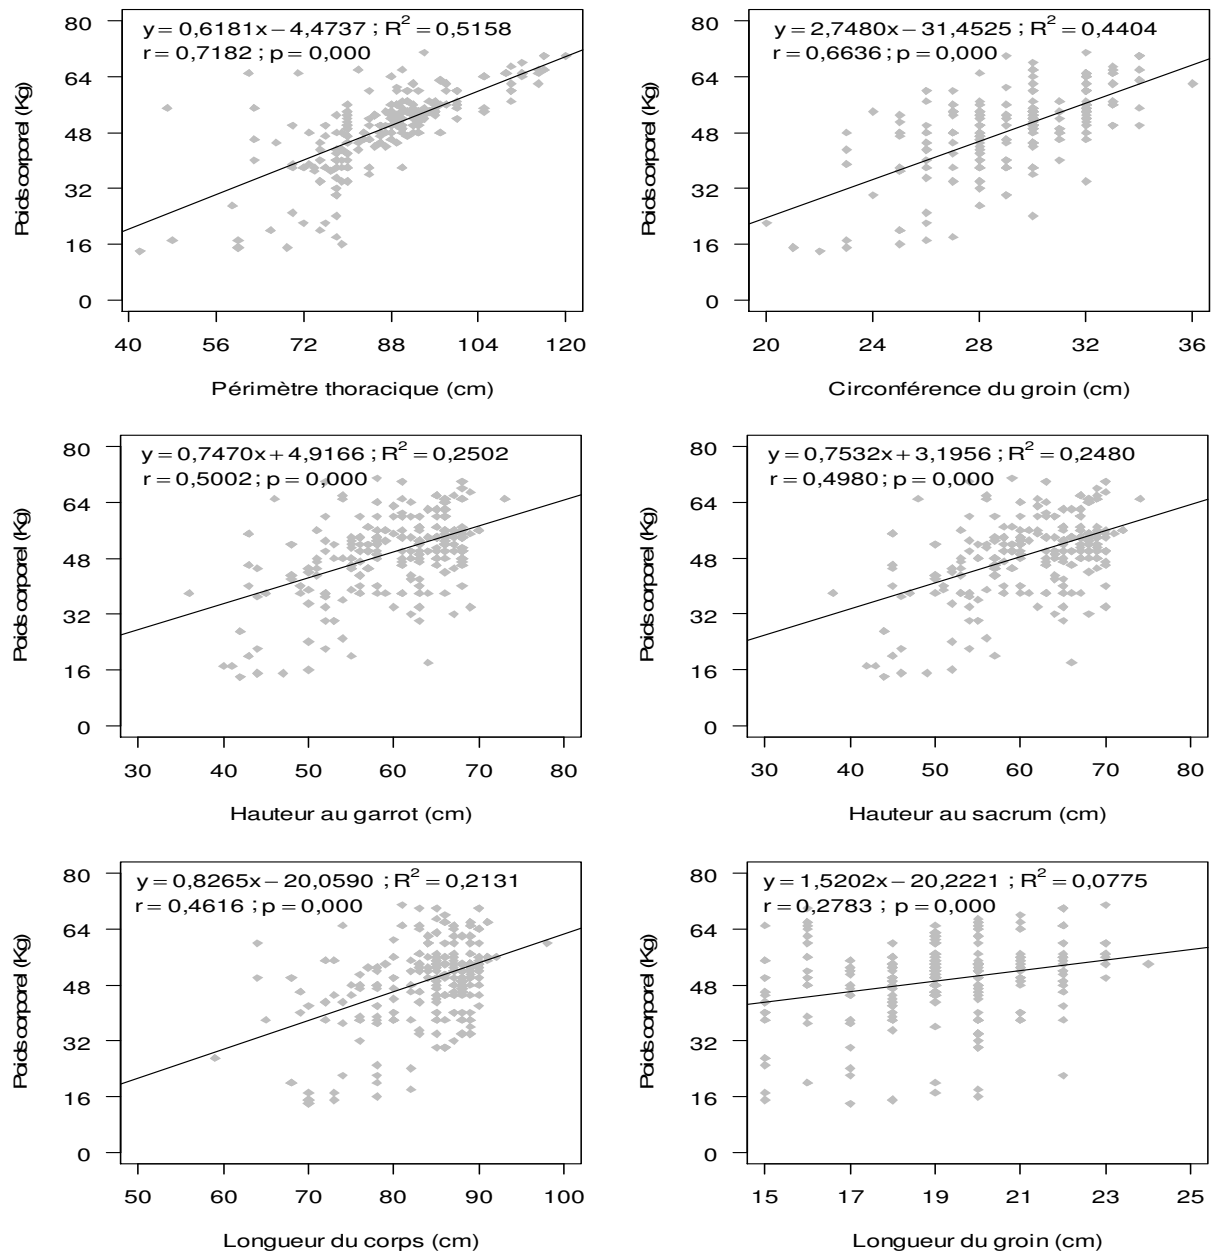 y = 0,6181x − 4,4737 ; R² = 0,5158
r = 0,7182 ; p = 0,000
Poids corporel (Kg)
80
64
48
32
16
0
40 56 72 88 104 120
Périmètre thoracique (cm)
y = 2,7480x − 31,4525 ; R² = 0,4404
r = 0,6636 ; p = 0,000
Poids corporel (Kg)
80
64
48
32
16
0
20 24 28 32 36
Circonférence du groin (cm)
y = 0,7470x + 4,9166 ; R² = 0,2502
r = 0,5002 ; p = 0,000
Poids corporel (Kg)
80
64
48
32
16
0
30 40 50 60 70 80
Hauteur au garrot (cm)
y = 0,7532x + 3,1956 ; R² = 0,2480
r = 0,4980 ; p = 0,000
Poids corporel (Kg)
80
64
48
32
16
0
30 40 50 60 70 80
Hauteur au sacrum (cm)
y = 0,8265x − 20,0590 ; R² = 0,2131
r = 0,4616 ; p = 0,000
Poids corporel (Kg)
80
64
48
32
16
0
50 60 70 80 90 100
Longueur du corps (cm)
y = 1,5202x − 20,2221 ; R² = 0,0775
r = 0,2783 ; p = 0,000
Poids corporel (Kg)
80
64
48
32
16
0
15 17 19 21 23 25
Longueur du groin (cm)